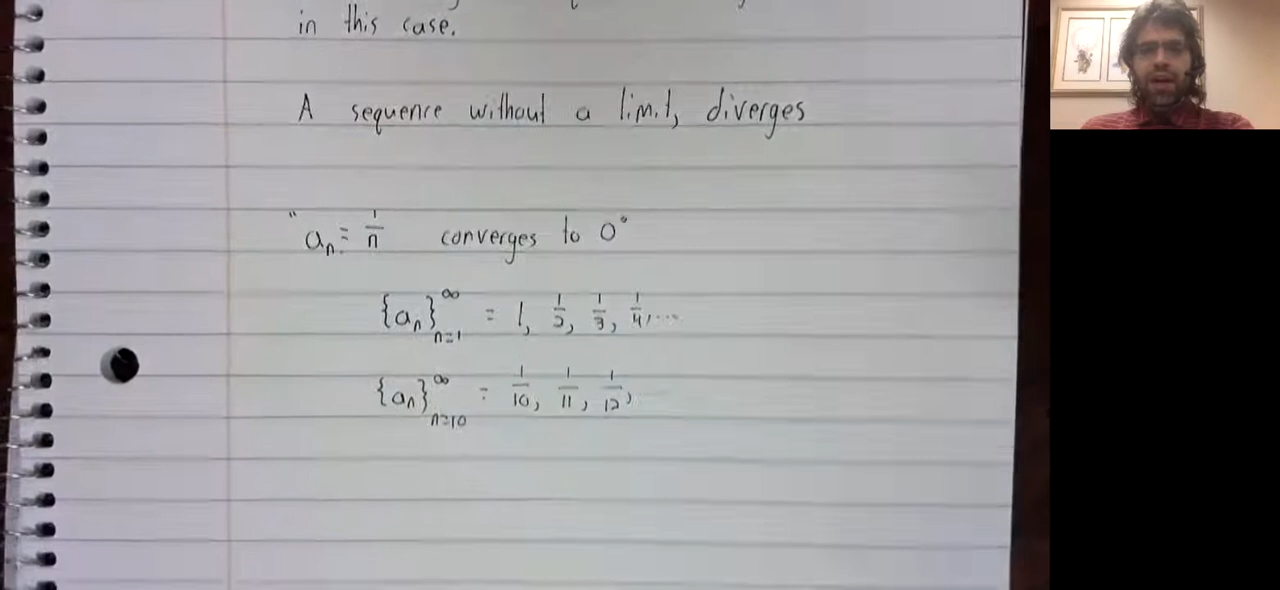 in this case.
A sequence without a limit, diverges
"aₙ = 1/n converges to 0"
{aₙ}_{n=1}^∞ = 1, 1/2, 1/3, 1/4, ...
{aₙ}_{n=10}^∞ = 1/10, 1/11, 1/12,